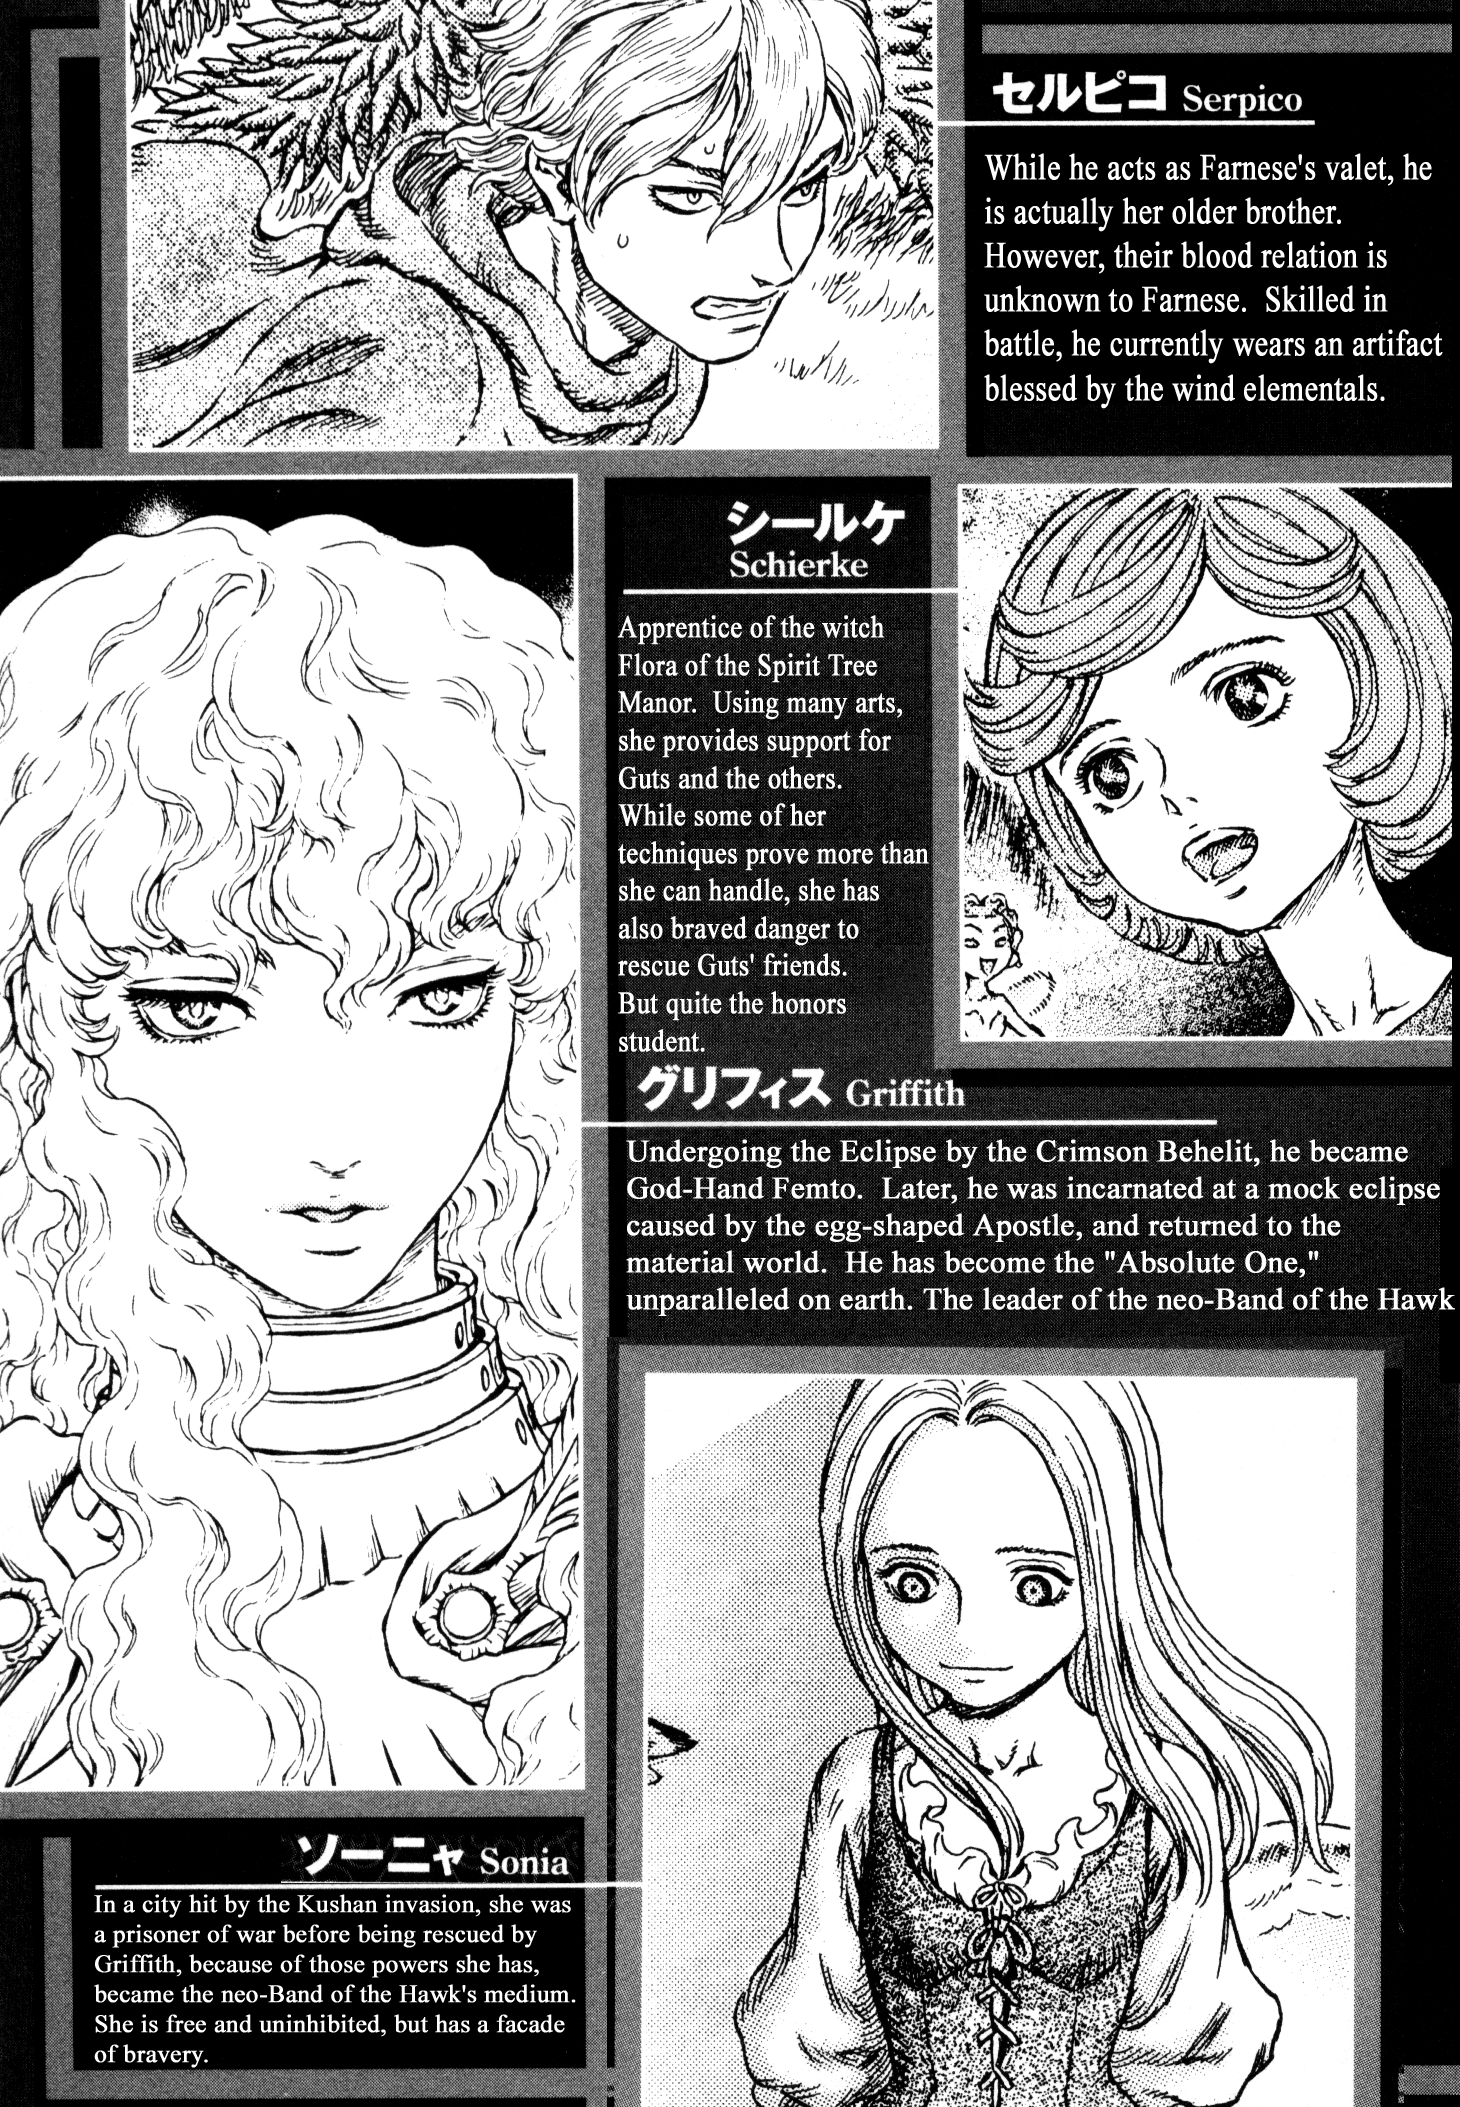 セルピコ Serpico
While he acts as Farnese's valet, he
is actually her older brother.
However, their blood relation is
unknown to Farnese.  Skilled in
battle, he currently wears an artifact
blessed by the wind elementals.
シールケ
Schierke
Apprentice of the witch
Flora of the Spirit Tree
Manor.  Using many arts,
she provides support for
Guts and the others.
While some of her
techniques prove more than
she can handle, she has
also braved danger to
rescue Guts' friends.
But quite the honors
student.
グリフィス Griffith
Undergoing the Eclipse by the Crimson Behelit, he became
God-Hand Femto.  Later, he was incarnated at a mock eclipse
caused by the egg-shaped Apostle, and returned to the
material world.  He has become the "Absolute One,"
unparalleled on earth. The leader of the neo-Band of the Hawk
ソーニャ Sonia
In a city hit by the Kushan invasion, she was
a prisoner of war before being rescued by
Griffith, because of those powers she has,
became the neo-Band of the Hawk's medium.
She is free and uninhibited, but has a facade
of bravery.